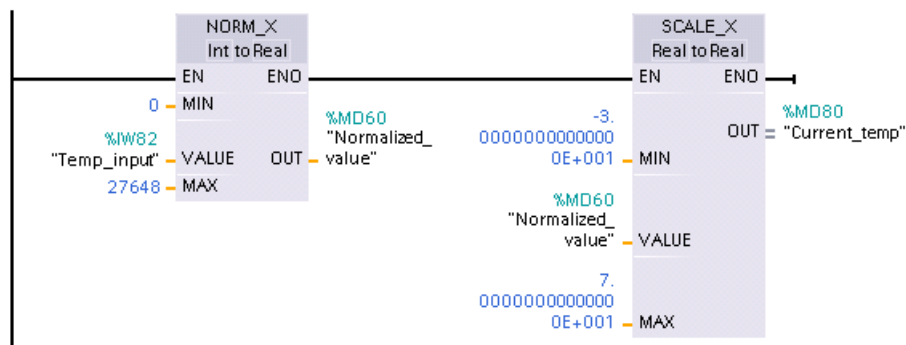 NORM_X
Int to Real
EN ENO
0 MIN
%IW82
"Temp_input" VALUE
27648 MAX
%MD60
"Normalized_
OUT value"
SCALE_X
Real to Real
EN ENO
-3.
0000000000000
0E+001 MIN
%MD60
"Normalized_
value" VALUE
7.
0000000000000
0E+001 MAX
%MD80
OUT "Current_temp"